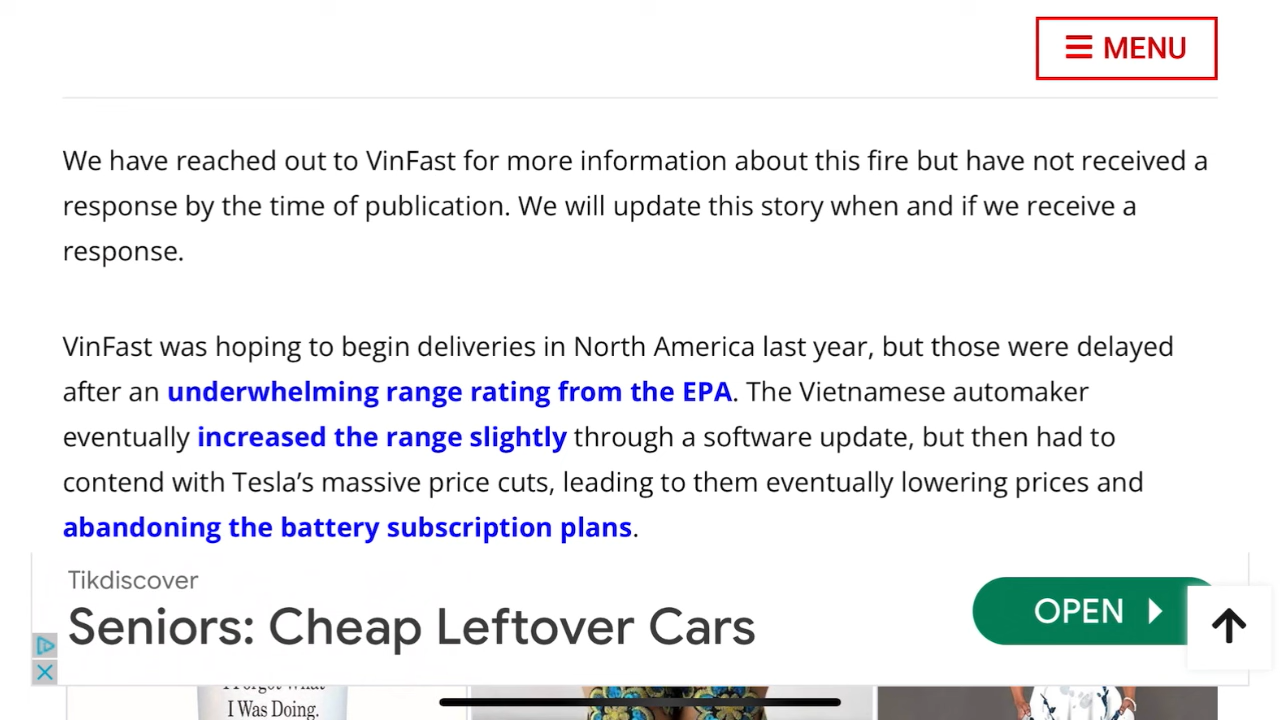 ☰ MENU
We have reached out to VinFast for more information about this fire but have not received a
response by the time of publication. We will update this story when and if we receive a
response.
VinFast was hoping to begin deliveries in North America last year, but those were delayed
after an underwhelming range rating from the EPA. The Vietnamese automaker
eventually increased the range slightly through a software update, but then had to
contend with Tesla’s massive price cuts, leading to them eventually lowering prices and
abandoning the battery subscription plans.
Tikdiscover
Seniors: Cheap Leftover Cars
OPEN
I Forgot What
I Was Doing.